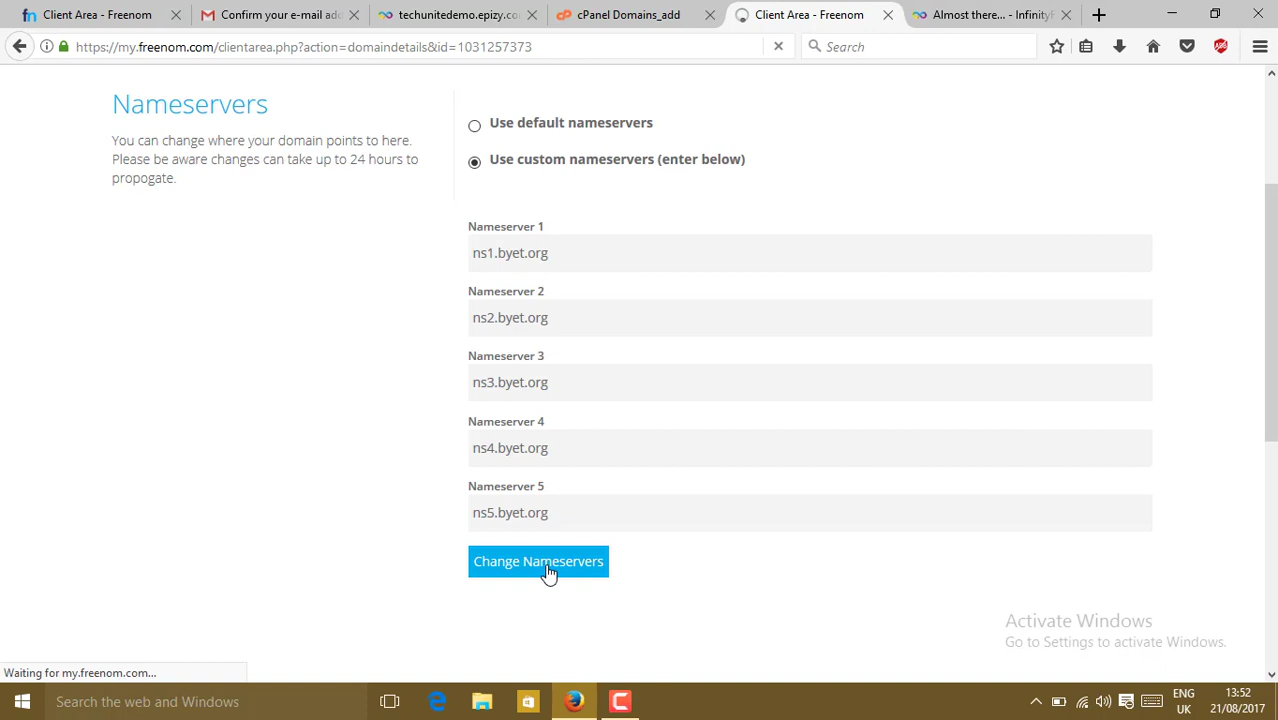 Client Area - Freenom
Confirm your e-mail add
techunitedemo.epizy.co
cPanel Domains_add
Client Area - Freenom
Almost there... - InfinityF
https://my.freenom.com/clientarea.php?action=domaindetails&id=1031257373
Search
Nameservers
You can change where your domain points to here.
Please be aware changes can take up to 24 hours to
propogate.
Use default nameservers
Use custom nameservers (enter below)
Nameserver 1
ns1.byet.org
Nameserver 2
ns2.byet.org
Nameserver 3
ns3.byet.org
Nameserver 4
ns4.byet.org
Nameserver 5
ns5.byet.org
Change Nameservers
Activate Windows
Go to Settings to activate Windows.
Waiting for my.freenom.com...
Search the web and Windows
ENG
UK
13:52
21/08/2017